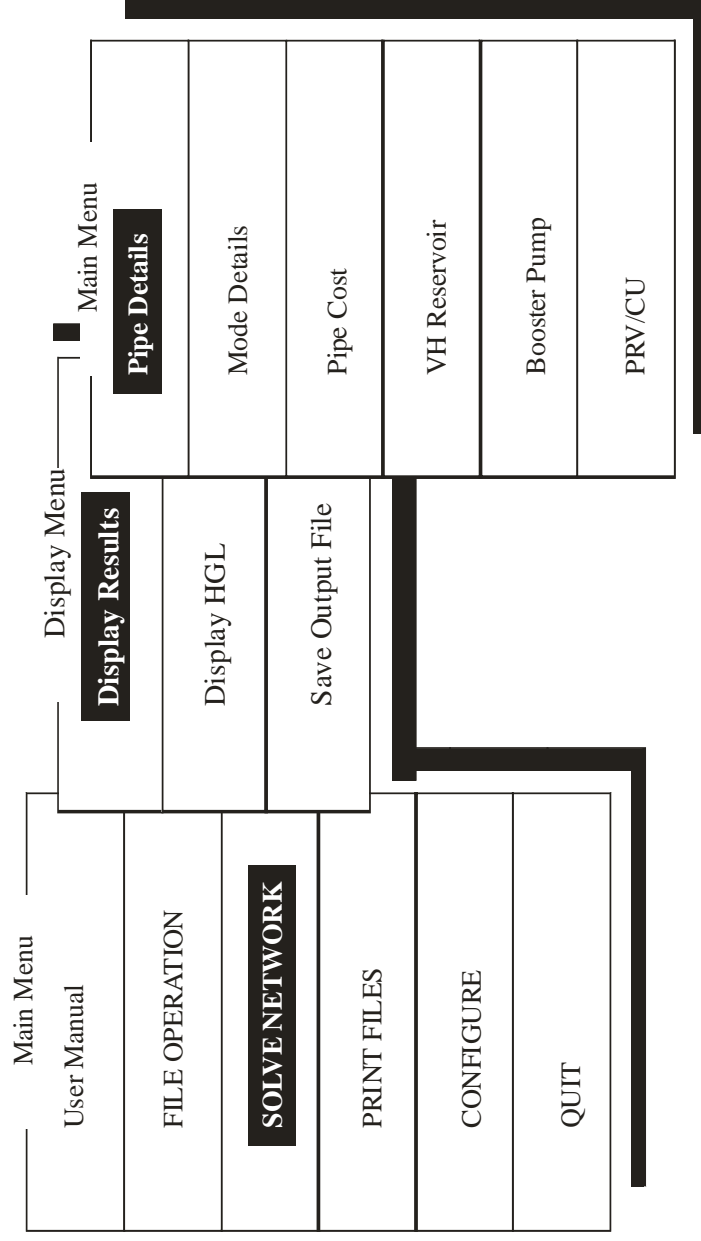 Main Menu
User Manual
FILE OPERATION
SOLVE NETWORK
PRINT FILES
CONFIGURE
QUIT
Display Menu
Display Results
Display HGL
Save Output File
Main Menu
Pipe Details
Mode Details
Pipe Cost
VH Reservoir
Booster Pump
PRV/CU